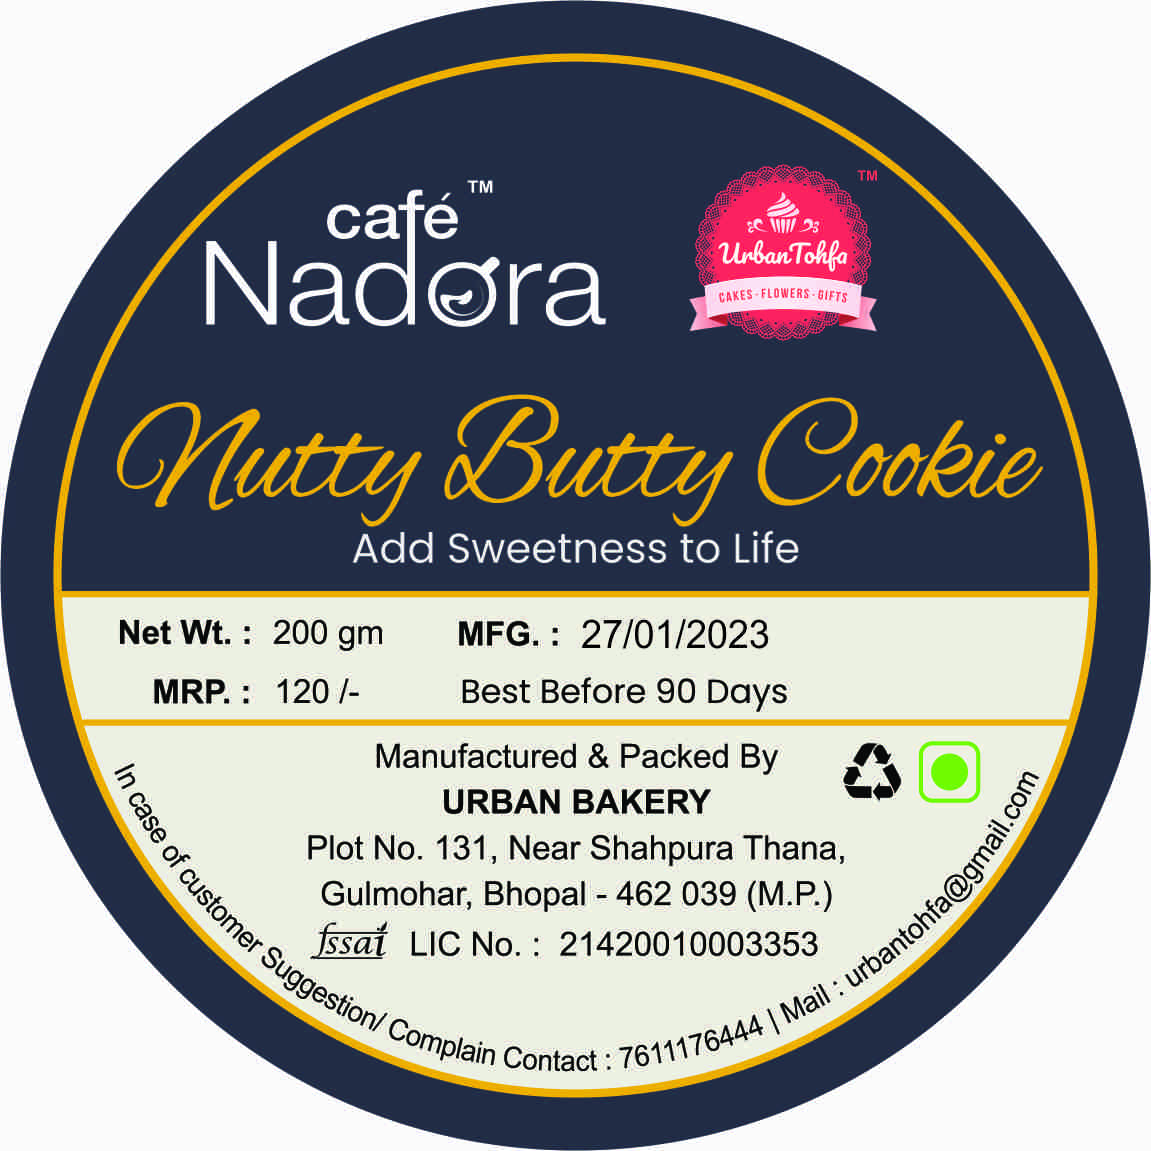 café ™
Nadora
™
UrbanTohfa
CAKES - FLOWERS - GIFTS
Nutty Butty Cookie
Add Sweetness to Life
Net Wt. : 200 gm
MFG. : 27/01/2023
MRP. : 120 /-
Best Before 90 Days
Manufactured & Packed By
URBAN BAKERY
Plot No. 131, Near Shahpura Thana,
Gulmohar, Bhopal - 462 039 (M.P.)
fssai LIC No. : 21420010003353
In case of customer Suggestion/ Complain Contact : 7611176444 | Mail : urbantohfa@gmail.com